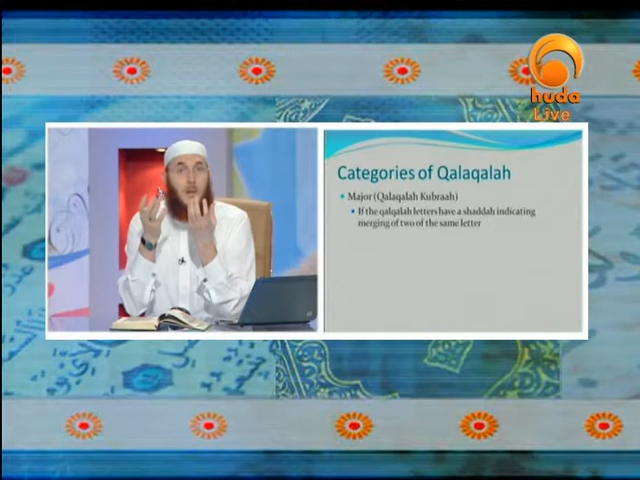 huda
Live
Categories of Qalaqalah
Major (Qalaqalah Kubraah)
If the qalqalah letters have a shaddah indicating
merging of two of the same letter